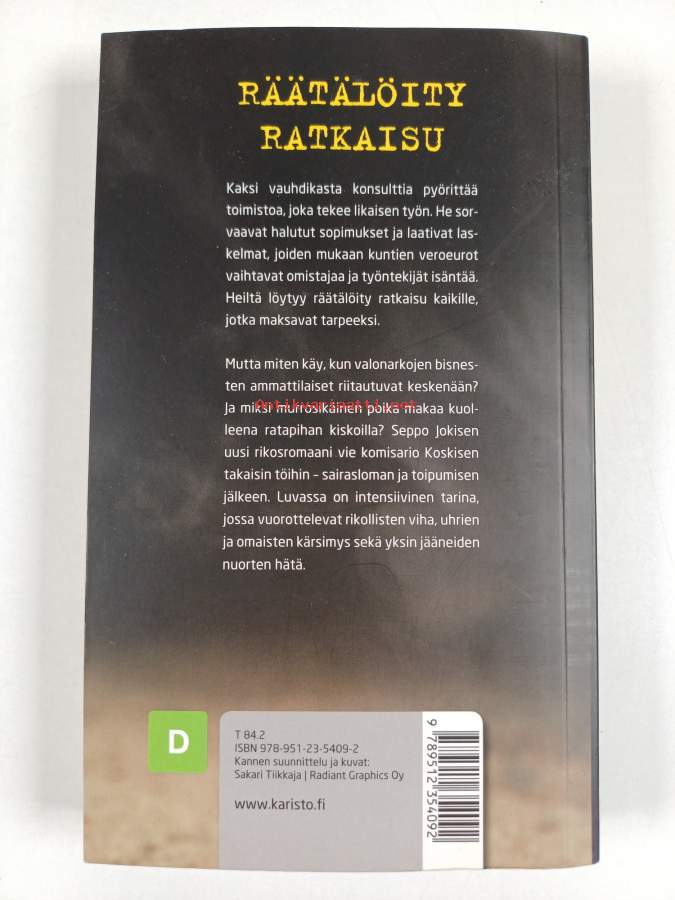 RÄÄTÄLÖITY
RATKAISU
Kaksi vauhdikasta konsulttia pyörittää
toimistoa, joka tekee likaisen työn. He sor-
vaavat halutut sopimukset ja laativat las-
kelmat, joiden mukaan kuntien veroeurot
vaihtavat omistajaa ja työntekijät isäntää.
Heiltä löytyy räätälöity ratkaisu kaikille,
jotka maksavat tarpeeksi.
Mutta miten käy, kun valonarkojen bisnes-
ten ammattilaiset riitautuvat keskenään?
Antikvariaatti.net
Ja miksi murrosikäinen poika makaa kuol-
leena ratapihan kiskoilla? Seppo Jokisen
uusi rikosromaani vie komisario Koskisen
takaisin töihin – sairasloman ja toipumisen
jälkeen. Luvassa on intensiivinen tarina,
jossa vuorottelevat rikollisten viha, uhrien
ja omaisten kärsimys sekä yksin jääneiden
nuorten hätä.
D
T 84.2
ISBN 978-951-23-5409-2
Kannen suunnittelu ja kuvat:
Sakari Tiikkaja | Radiant Graphics Oy
www.karisto.fi
9 789512 354092